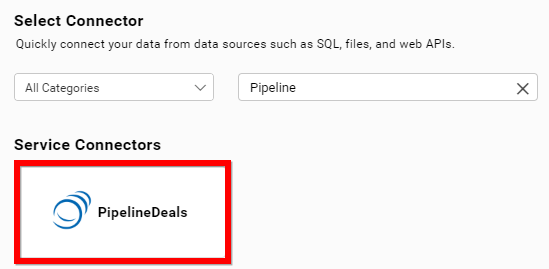 Select Connector
Quickly connect your data from data sources such as SQL, files, and web APIs.
All Categories
Pipeline
Service Connectors
PipelineDeals